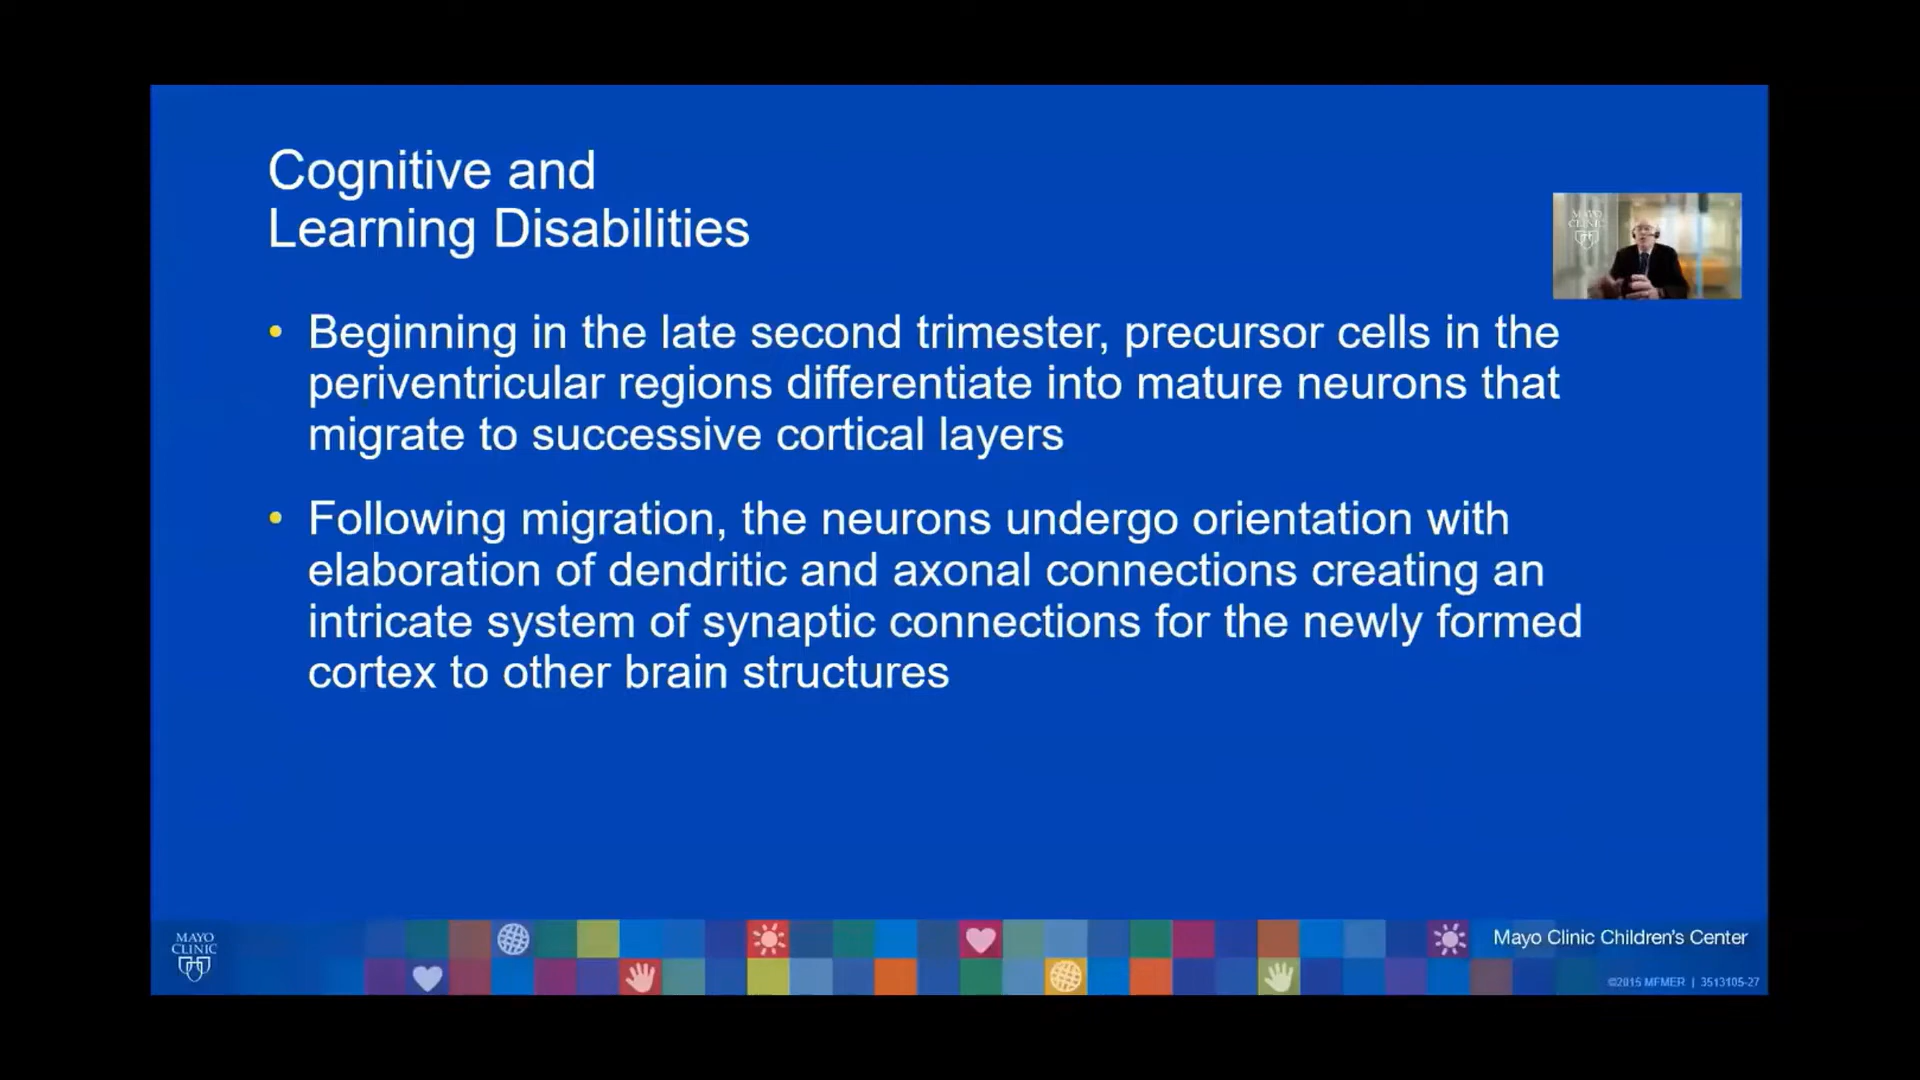 Cognitive and
Learning Disabilities
MAYO
CLINIC
• Beginning in the late second trimester, precursor cells in the
periventricular regions differentiate into mature neurons that
migrate to successive cortical layers
• Following migration, the neurons undergo orientation with
elaboration of dendritic and axonal connections creating an
intricate system of synaptic connections for the newly formed
cortex to other brain structures
MAYO
CLINIC
Mayo Clinic Children's Center
©2015 MFMER | 3513105-27